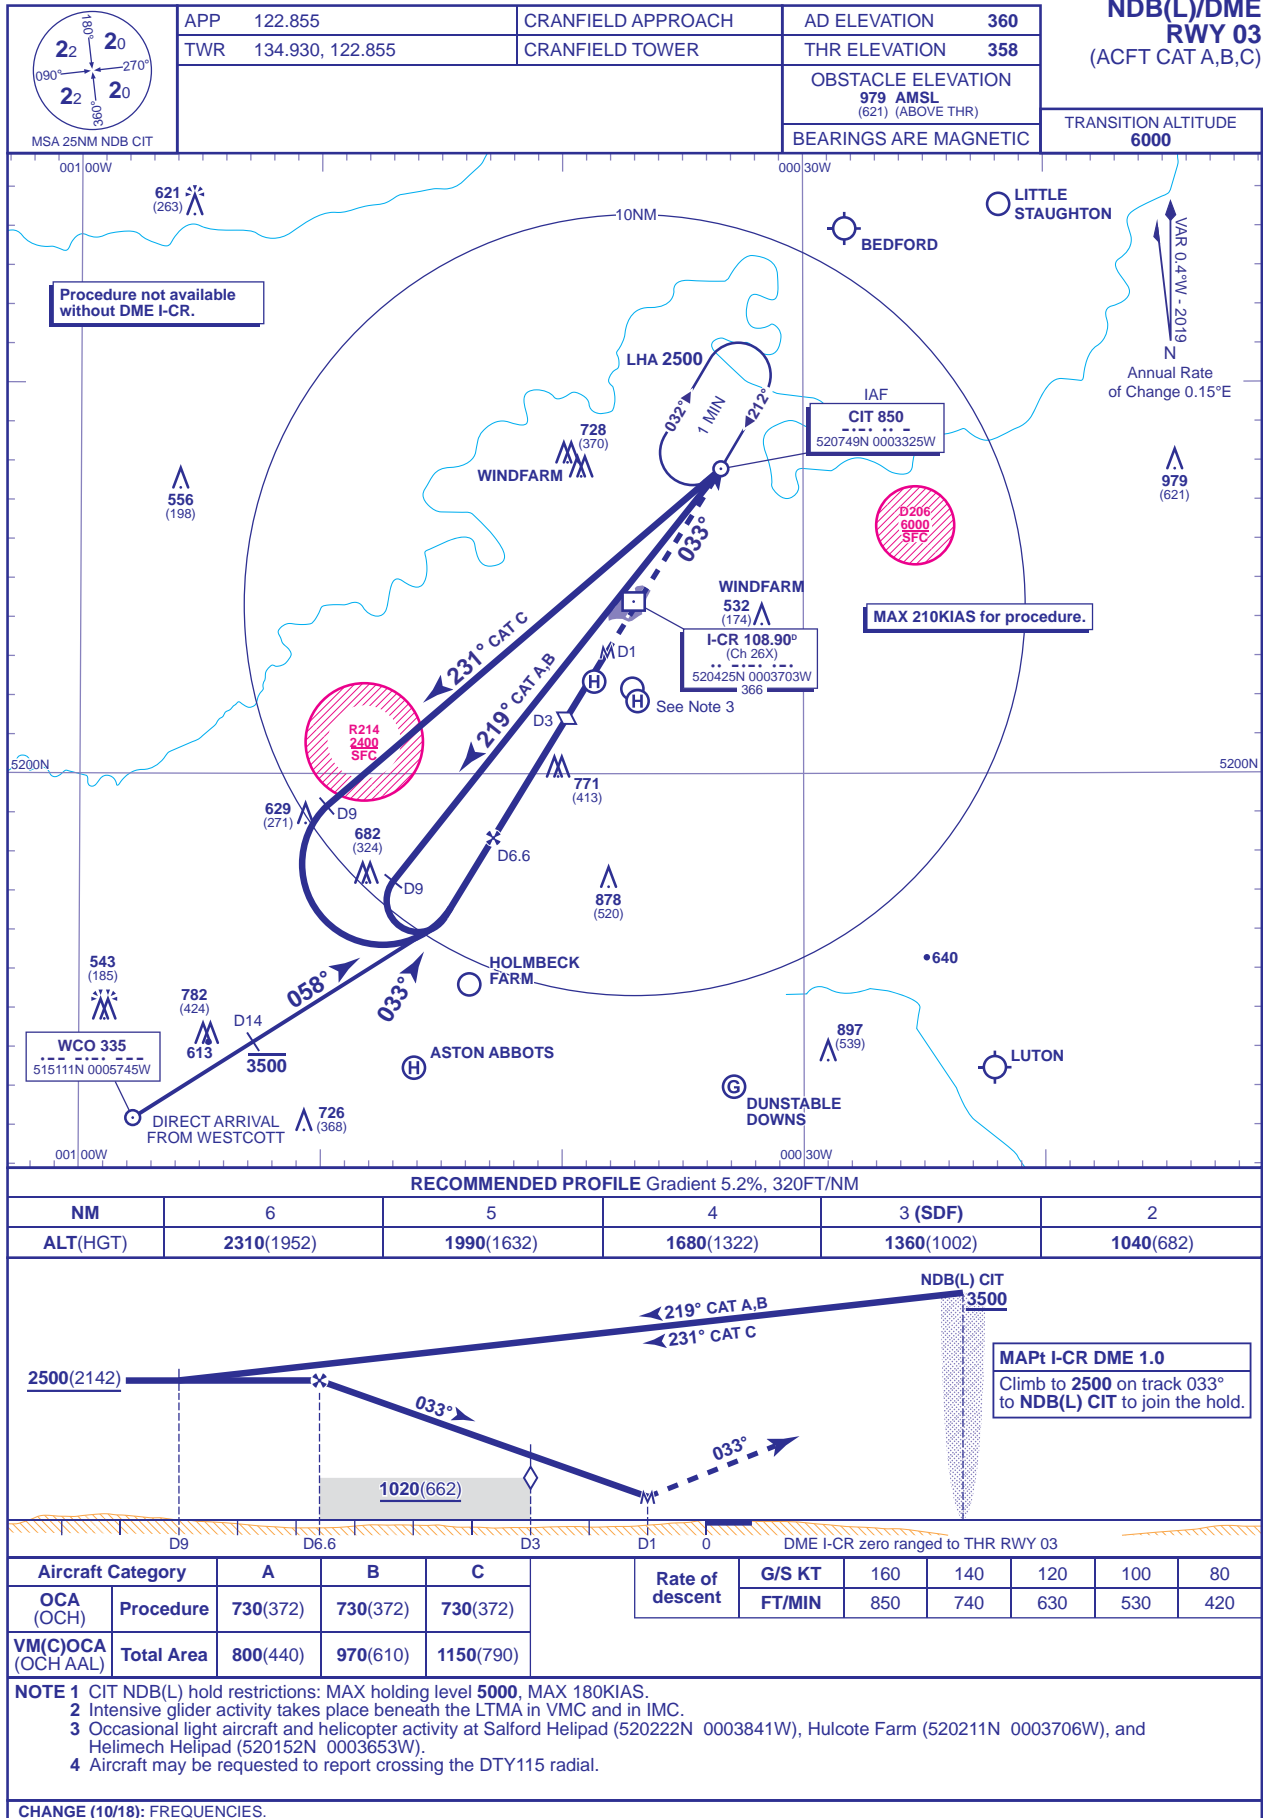 NDB(L)/DME
RWY 03
(ACFT CAT A,B,C)
180°
22
20
090°
270°
22
20
360°
MSA 25NM NDB CIT
APP 122.855 CRANFIELD APPROACH
TWR 134.930, 122.855 CRANFIELD TOWER
AD ELEVATION 360
THR ELEVATION 358
OBSTACLE ELEVATION
979 AMSL
(621) (ABOVE THR)
BEARINGS ARE MAGNETIC
TRANSITION ALTITUDE
6000
001 00W
000 30W
621
(263)
10NM
BEDFORD
LITTLE
STAUGHTON
VAR 0.4°W - 2019
N
Annual Rate
of Change 0.15°E
Procedure not available
without DME I-CR.
LHA 2500
032°
1 MIN
212°
IAF
CIT 850
-.-. .. -
520749N 0003325W
728
(370)
WINDFARM
556
(198)
979
(621)
D206
6000
SFC
033°
WINDFARM
532
(174)
MAX 210KIAS for procedure.
I-CR 108.90D
(Ch 26X)
.. -.-. .-.
520425N 0003703W
366
D1
H
H
See Note 3
231° CAT C
219° CAT A,B
D3
R214
2400
SFC
5200N
5200N
771
(413)
629
(271)
D9
682
(324)
D6.6
D9
878
(520)
HOLMBECK
FARM
640
543
(185)
782
(424)
613
058°
033°
D14
3500
WCO 335
.-- -.-. ---
515111N 0005745W
H
ASTON ABBOTS
897
(539)
LUTON
G
DUNSTABLE
DOWNS
DIRECT ARRIVAL
FROM WESTCOTT
726
(368)
001 00W
000 30W
RECOMMENDED PROFILE Gradient 5.2%, 320FT/NM
NM 6 5 4 3 (SDF) 2
ALT(HGT) 2310(1952) 1990(1632) 1680(1322) 1360(1002) 1040(682)
NDB(L) CIT
3500
219° CAT A,B
231° CAT C
2500(2142)
033°
033°
MAPt I-CR DME 1.0
Climb to 2500 on track 033°
to NDB(L) CIT to join the hold.
1020(662)
M
D9 D6.6 D3 D1 0 DME I-CR zero ranged to THR RWY 03
Aircraft Category A B C
OCA
(OCH)
Procedure 730(372) 730(372) 730(372)
VM(C)OCA
(OCH AAL)
Total Area 800(440) 970(610) 1150(790)
Rate of
descent
G/S KT 160 140 120 100 80
FT/MIN 850 740 630 530 420
NOTE 1 CIT NDB(L) hold restrictions: MAX holding level 5000, MAX 180KIAS.
2 Intensive glider activity takes place beneath the LTMA in VMC and in IMC.
3 Occasional light aircraft and helicopter activity at Salford Helipad (520222N 0003841W), Hulcote Farm (520211N 0003706W), and
Helimech Helipad (520152N 0003653W).
4 Aircraft may be requested to report crossing the DTY115 radial.
CHANGE (10/18): FREQUENCIES.